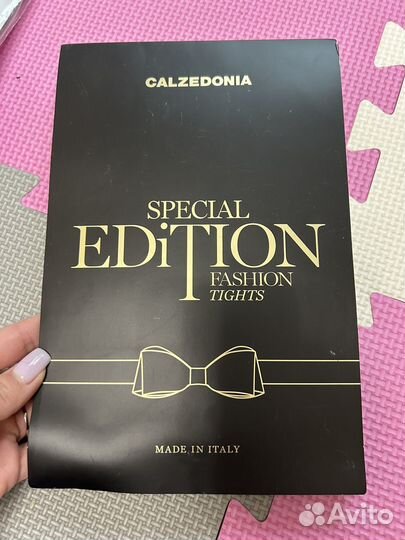 CALZEDONIA
SPECIAL
EDiTION
FASHION
TIGHTS
MADE IN ITALY
Avito